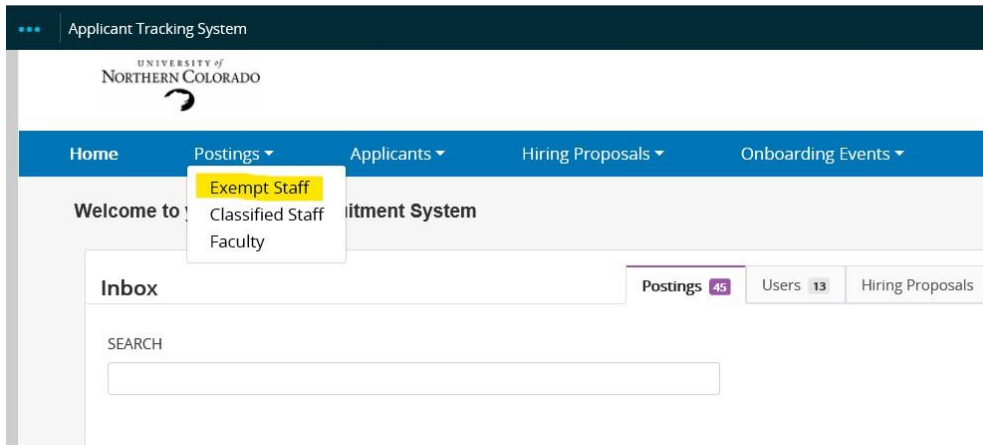 ••• Applicant Tracking System
UNIVERSITY of
NORTHERN COLORADO
Home Postings Applicants Hiring Proposals Onboarding Events
Exempt Staff
Welcome to itment System
Classified Staff
Faculty
Inbox Postings 45 Users 13 Hiring Proposals
SEARCH